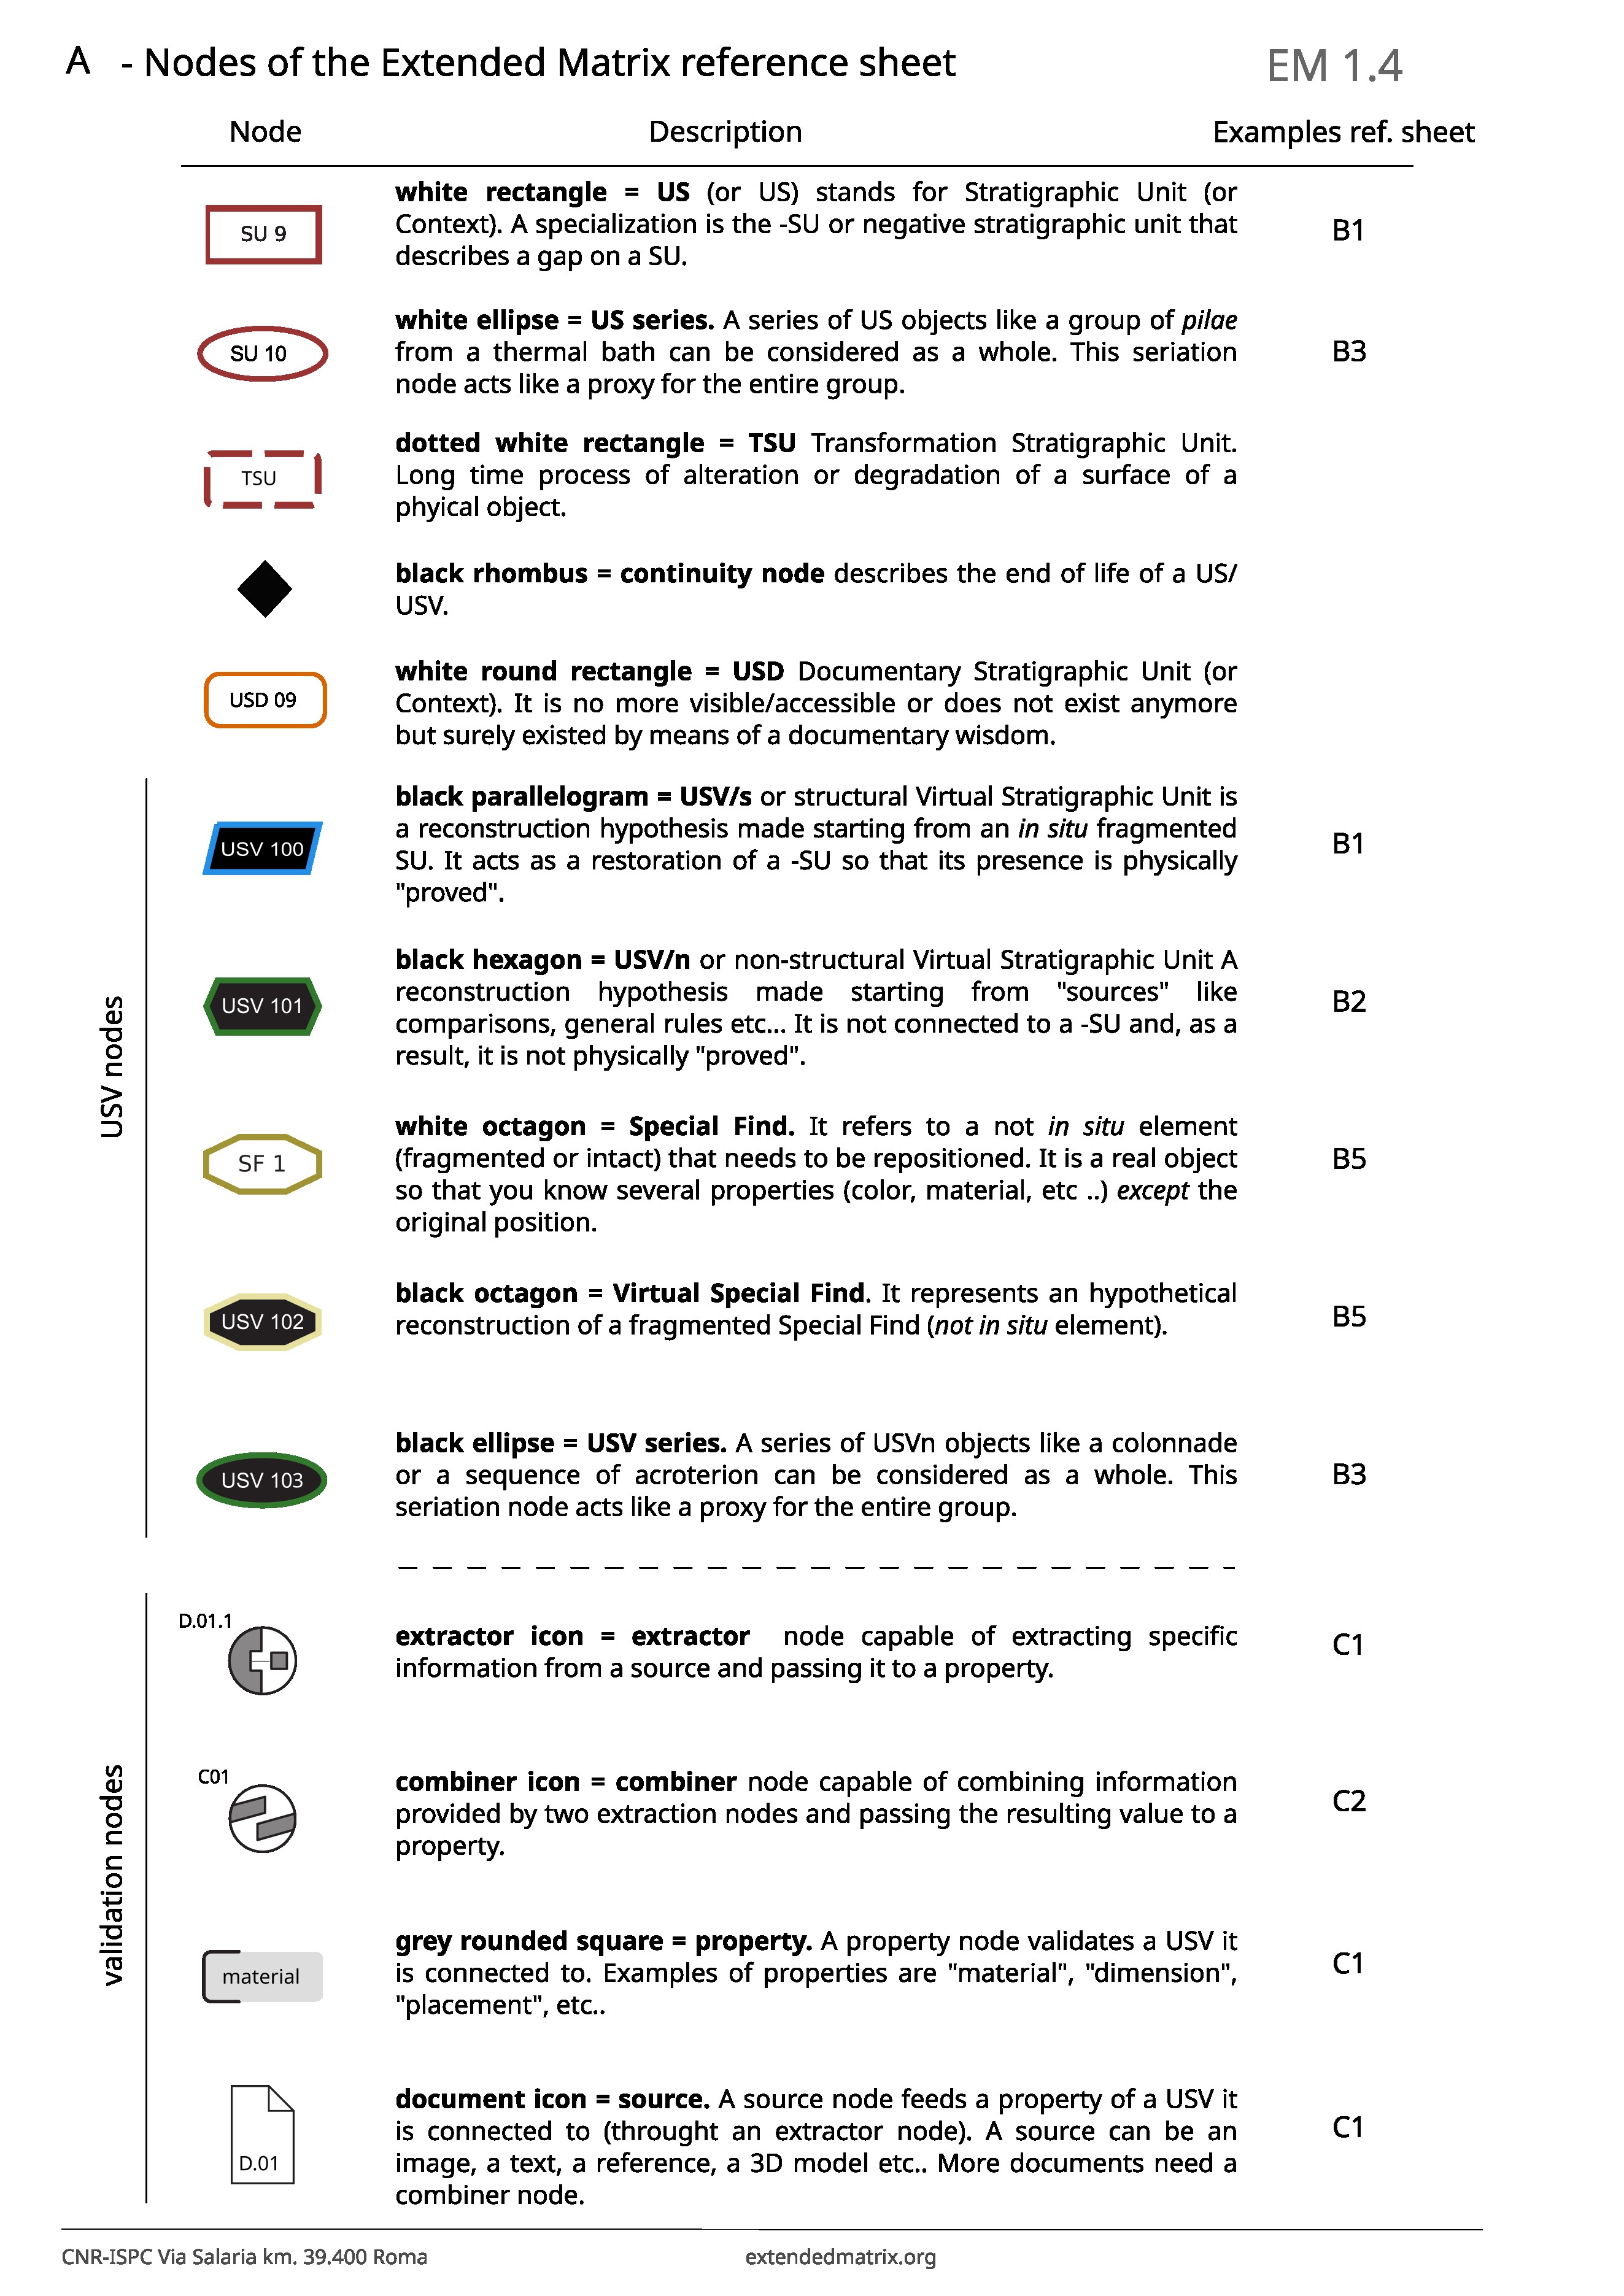 A - Nodes of the Extended Matrix reference sheet
EM 1.4
Node
Description
Examples ref. sheet
SU 9
white rectangle = US (or US) stands for Stratigraphic Unit (or
Context). A specialization is the -SU or negative stratigraphic unit that
describes a gap on a SU.
B1
SU 10
white ellipse = US series. A series of US objects like a group of pilae
from a thermal bath can be considered as a whole. This seriation
node acts like a proxy for the entire group.
B3
TSU
dotted white rectangle = TSU Transformation Stratigraphic Unit.
Long time process of alteration or degradation of a surface of a
phyical object.
black rhombus = continuity node describes the end of life of a US/
USV.
USD 09
white round rectangle = USD Documentary Stratigraphic Unit (or
Context). It is no more visible/accessible or does not exist anymore
but surely existed by means of a documentary wisdom.
USV nodes
USV 100
black parallelogram = USV/s or structural Virtual Stratigraphic Unit is
a reconstruction hypothesis made starting from an in situ fragmented
SU. It acts as a restoration of a -SU so that its presence is physically
"proved".
B1
USV 101
black hexagon = USV/n or non-structural Virtual Stratigraphic Unit A
reconstruction hypothesis made starting from "sources" like
comparisons, general rules etc... It is not connected to a -SU and, as a
result, it is not physically "proved".
B2
SF 1
white octagon = Special Find. It refers to a not in situ element
(fragmented or intact) that needs to be repositioned. It is a real object
so that you know several properties (color, material, etc ..) except the
original position.
B5
USV 102
black octagon = Virtual Special Find. It represents an hypothetical
reconstruction of a fragmented Special Find (not in situ element).
B5
USV 103
black ellipse = USV series. A series of USVn objects like a colonnade
or a sequence of acroterion can be considered as a whole. This
seriation node acts like a proxy for the entire group.
B3
validation nodes
D.01.1
extractor icon = extractor node capable of extracting specific
information from a source and passing it to a property.
C1
C01
combiner icon = combiner node capable of combining information
provided by two extraction nodes and passing the resulting value to a
property.
C2
material
grey rounded square = property. A property node validates a USV it
is connected to. Examples of properties are "material", "dimension",
"placement", etc..
C1
D.01
document icon = source. A source node feeds a property of a USV it
is connected to (throught an extractor node). A source can be an
image, a text, a reference, a 3D model etc.. More documents need a
combiner node.
C1
CNR-ISPC Via Salaria km. 39.400 Roma
extendedmatrix.org